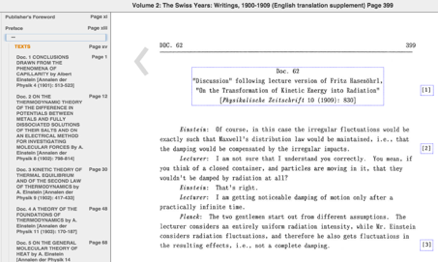 Volume 2: The Swiss Years: Writings, 1900-1909 (English translation supplement) Page 399
Publisher's Foreword Page xi
Preface Page xiii
TEXTS Page xv
Doc. 1 CONCLUSIONS Page 1
DRAWN FROM THE
PHENOMENA OF
CAPILLARITY by Albert
Einstein [Annalen der
Physik 4 (1901): 513-523]
Doc. 2 ON THE Page 12
THERMODYNAMIC THEORY
OF THE DIFFERENCE IN
POTENTIALS BETWEEN
METALS AND FULLY
DISSOCIATED SOLUTIONS
OF THEIR SALTS AND ON
AN ELECTRICAL METHOD
FOR INVESTIGATING
MOLECULAR FORCES by A.
Einstein [Annalen der
Physik 8 (1902): 798-814]
Doc. 3 KINETIC THEORY OF Page 30
THERMAL EQUILIBRIUM
AND OF THE SECOND LAW
OF THERMODYNAMICS by
A. Einstein [Annalen der
Physik 9 (1902): 417-433]
Doc. 4 A THEORY OF THE Page 48
FOUNDATIONS OF
THERMODYNAMICS by A.
Einstein [Annalen der
Physik 11 (1903): 170-187]
Doc. 5 ON THE GENERAL Page 68
MOLECULAR THEORY OF
HEAT by A. Einstein
[Annalen der Physik 14
DOC. 62 399
Doc. 62
"Discussion" following lecture version of Fritz Hasenöhrl,
"On the Transformation of Kinetic Energy into Radiation" [1]
[Physikalische Zeitschrift 10 (1909): 830]
Einstein: Of course, in this case the irregular fluctuations would be
exactly such that Maxwell's distribution law would be maintained, i.e., that
the damping would be compensated by the irregular impacts. [2]
Lecturer: I am not sure that I understand you correctly. You mean, if
you think of a closed container, and particles are moving in it, that they
wouldn't be damped by radiation at all?
Einstein: That's right.
Lecturer: I am getting noticeable damping of motion only after a
practically infinite time.
Planck: The two gentlemen start out from different assumptions. The
lecturer considers an entirely uniform radiation intensity, while Mr. Einstein
considers radiation fluctuations, and therefore he also gets fluctuations in
the resulting effects, i.e., not a complete damping. [3]